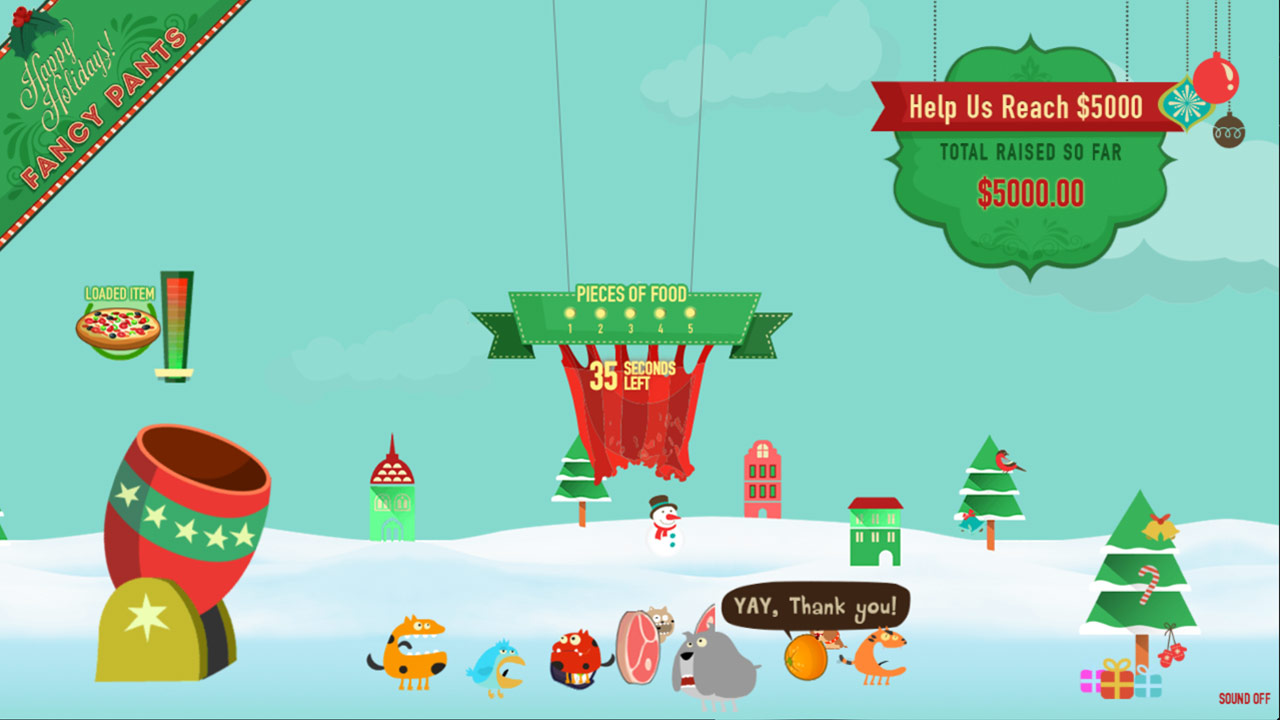 Happy
Holidays!
FANCY PANTS
Help Us Reach $5000
TOTAL RAISED SO FAR
$5000.00
LOADED ITEM
PIECES OF FOOD
1 2 3 4 5
35 SECONDS
LEFT
YAY, Thank you!
SOUND OFF